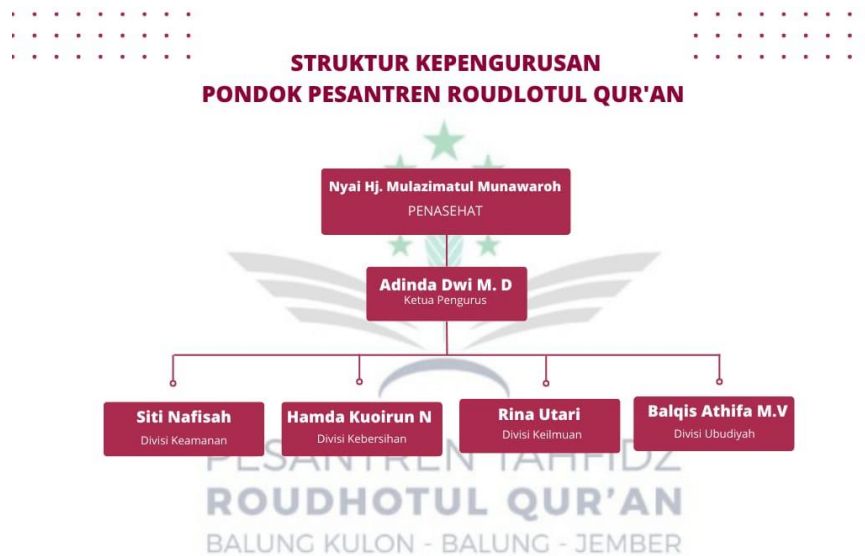 STRUKTUR KEPENGURUSAN
PONDOK PESANTREN ROUDLOTUL QUR'AN
Nyai Hj. Mulazimatul Munawaroh
PENASEHAT
Adinda Dwi M. D
Ketua Pengurus
Siti Nafisah
Divisi Keamanan
Hamda Kuoirun N
Divisi Kebersihan
Rina Utari
Divisi Keilmuan
Balqis Athifa M.V
Divisi Ubudiyah
PESANTREN TAHFIDZ
ROUDHOTUL QUR'AN
BALUNG KULON - BALUNG - JEMBER